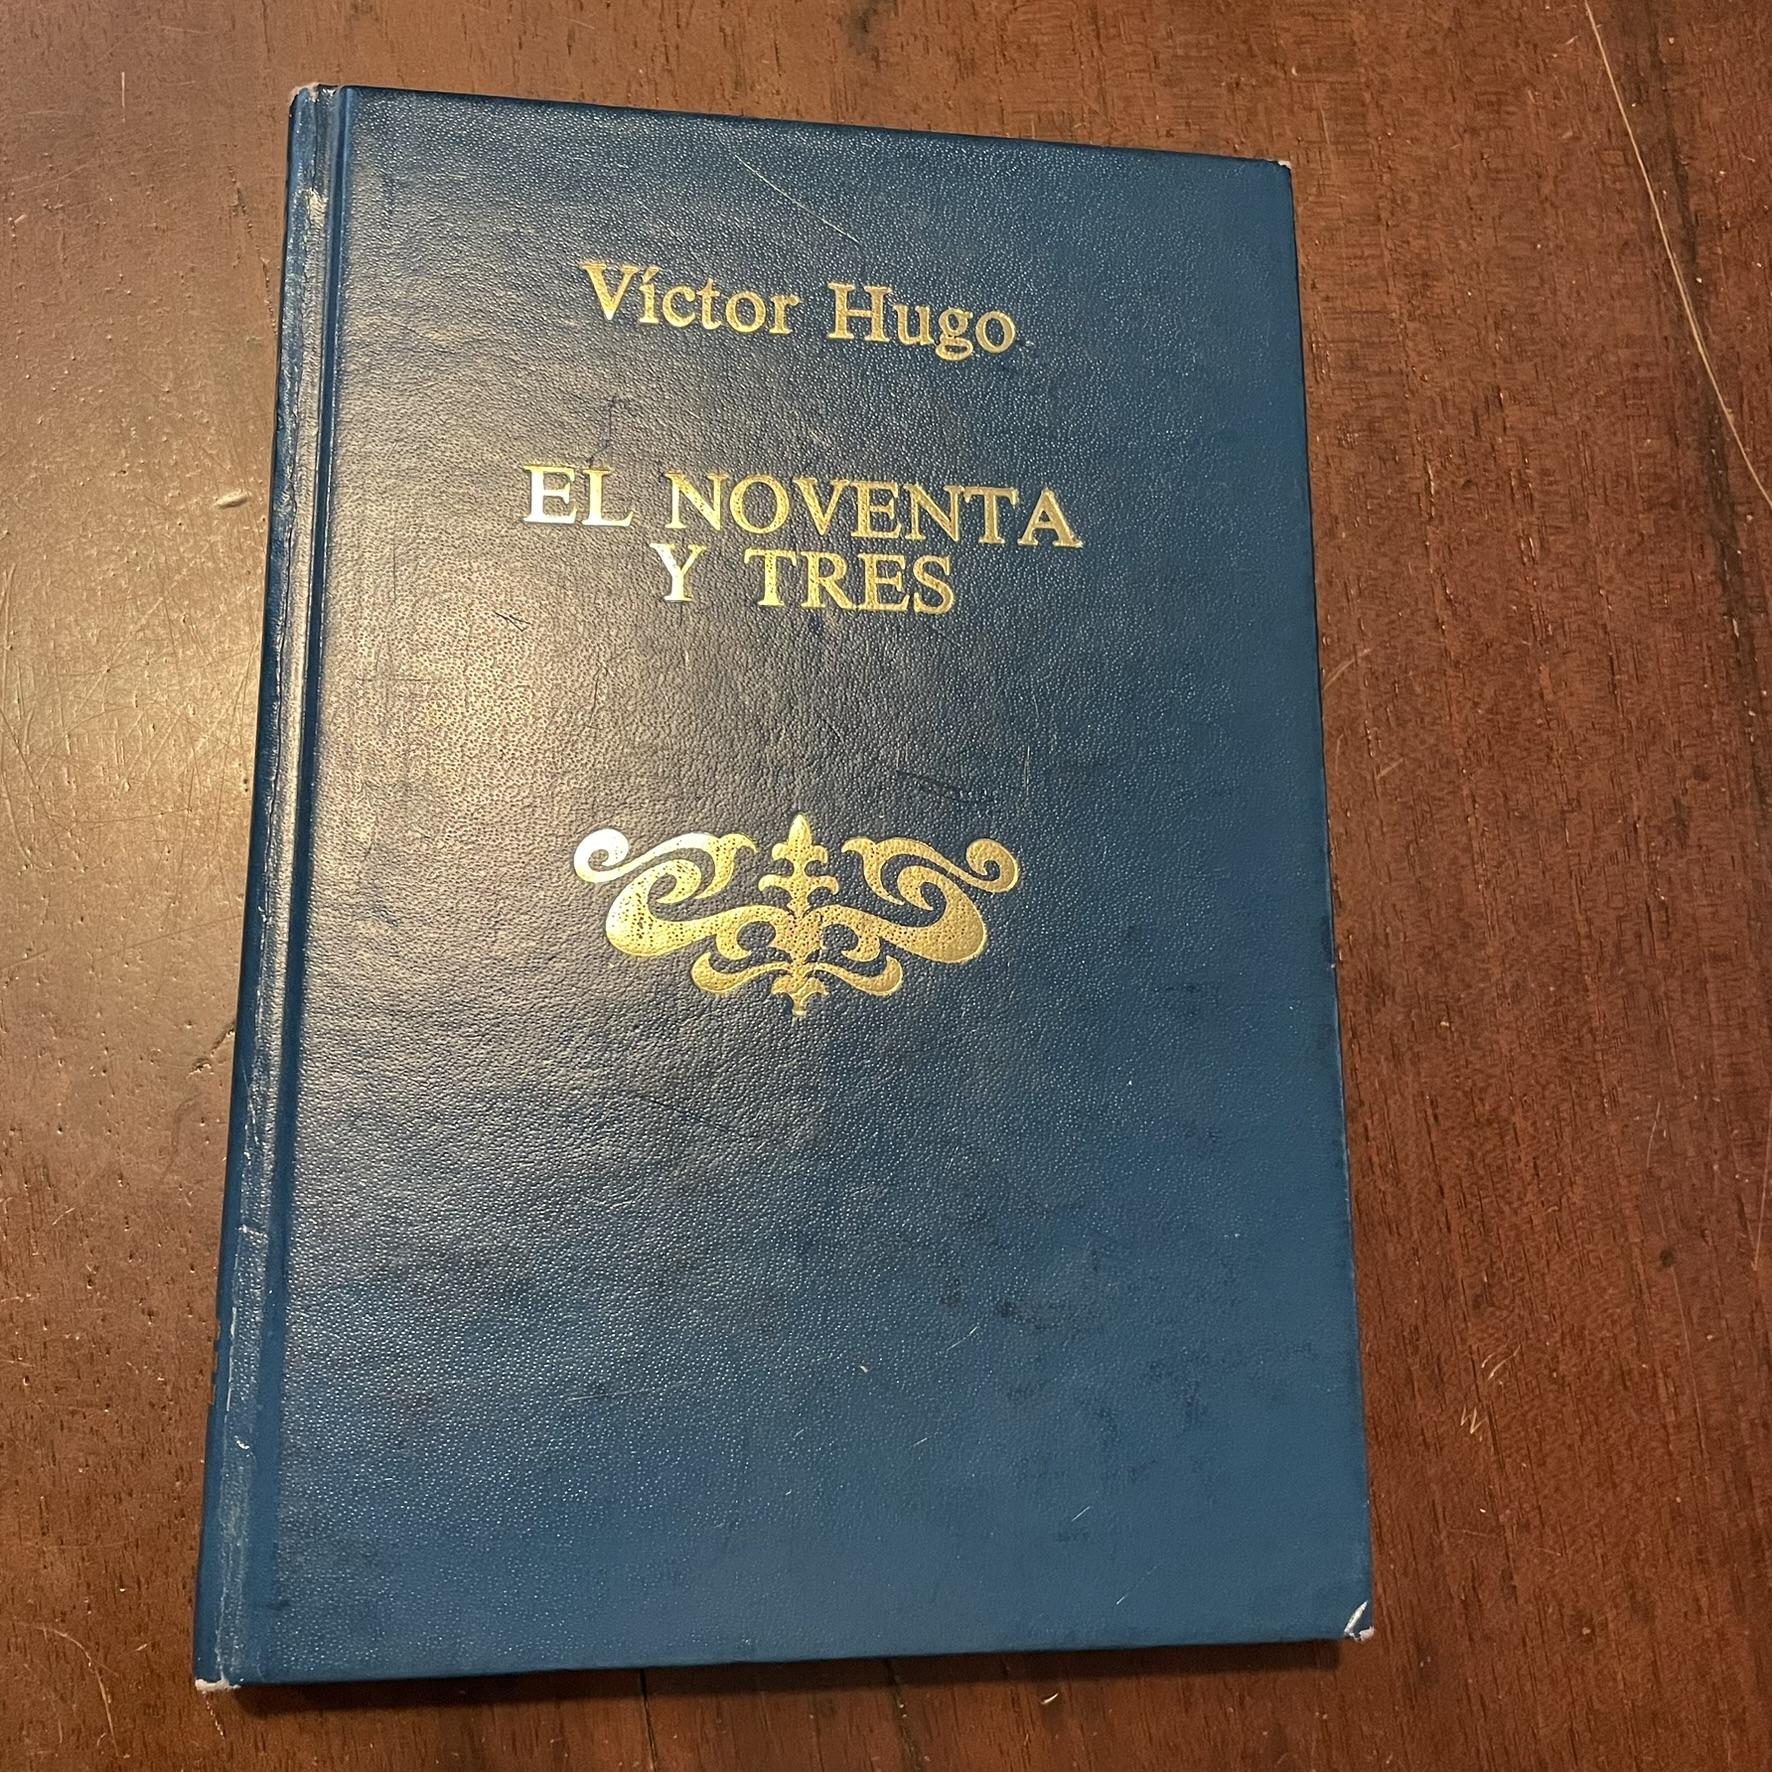 Víctor Hugo
EL NOVENTA
Y TRES